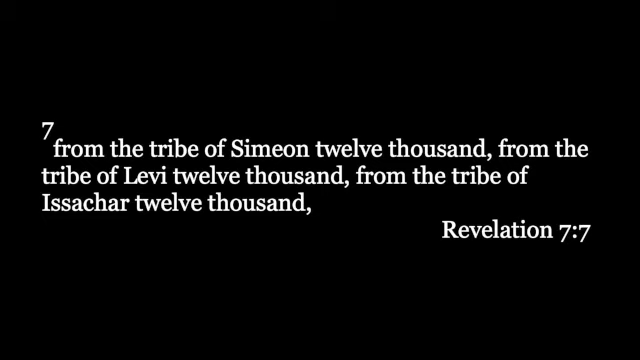 7
from the tribe of Simeon twelve thousand, from the
tribe of Levi twelve thousand, from the tribe of
Issachar twelve thousand,
Revelation 7:7